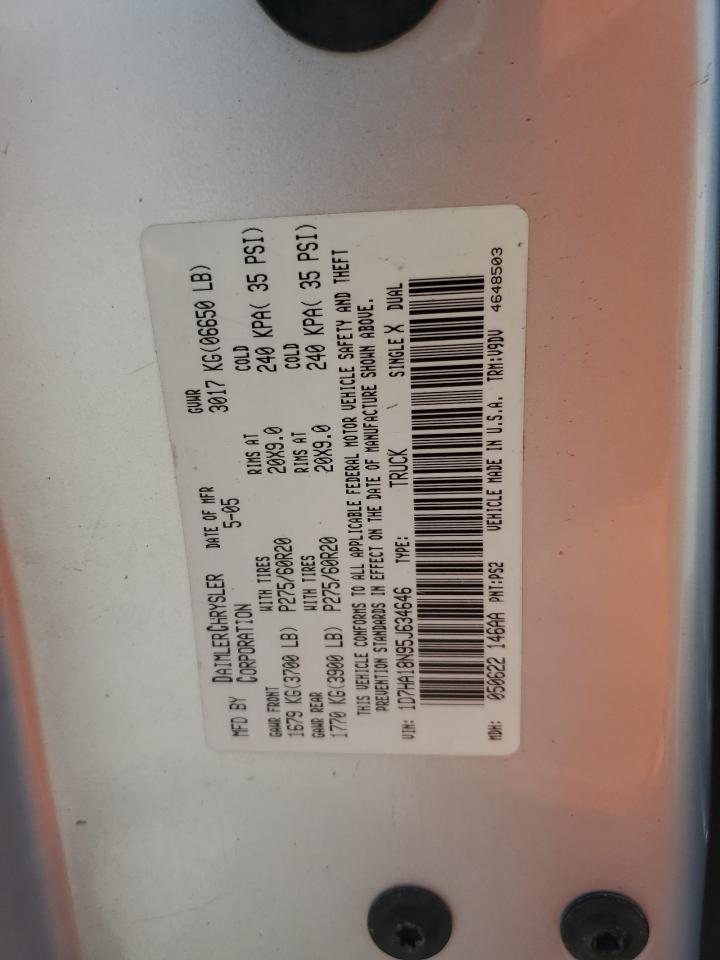 MFD BY DAIMLERCHRYSLER CORPORATION DATE OF MFR 5-05 GVWR 3017 KG(06650 LB)
GAWR FRONT WITH TIRES RIMS AT COLD
1679 KG(3700 LB) P275/60R20 20X9.0 240 KPA( 35 PSI)
GAWR REAR WITH TIRES RIMS AT COLD
1770 KG(3900 LB) P275/60R20 20X9.0 240 KPA( 35 PSI)
THIS VEHICLE CONFORMS TO ALL APPLICABLE FEDERAL MOTOR VEHICLE SAFETY AND THEFT
PREVENTION STANDARDS IN EFFECT ON THE DATE OF MANUFACTURE SHOWN ABOVE.
VIN: 1D7HA18N95J634646 TYPE: TRUCK SINGLE X DUAL
MDH: 050622 146AA PNT:PS2 VEHICLE MADE IN U.S.A. TRM:V9DV 4648503